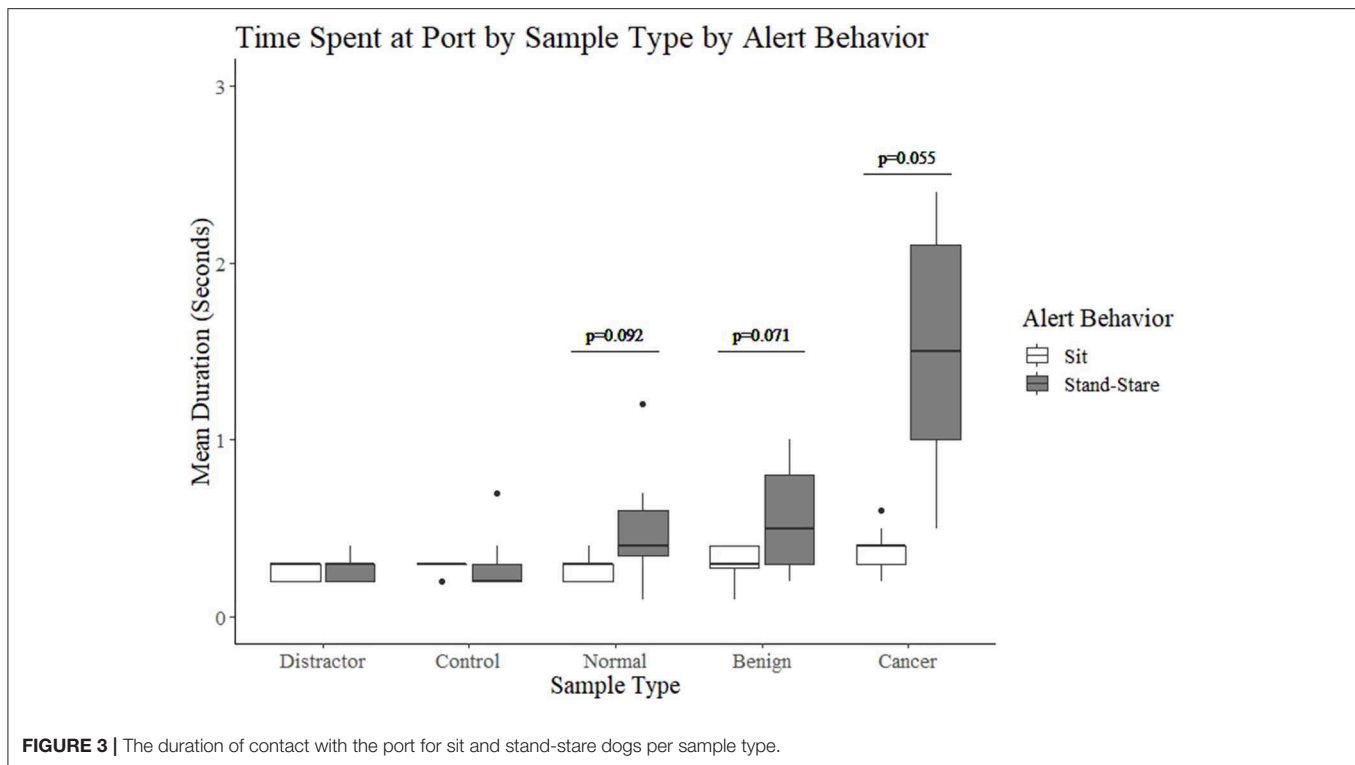 Time Spent at Port by Sample Type by Alert Behavior
3
2
1
0
Mean Duration (Seconds)
p=0.092
p=0.071
p=0.055
Distractor Control Normal Benign Cancer
Sample Type
Alert Behavior
Sit
Stand-Stare
FIGURE 3 | The duration of contact with the port for sit and stand-stare dogs per sample type.